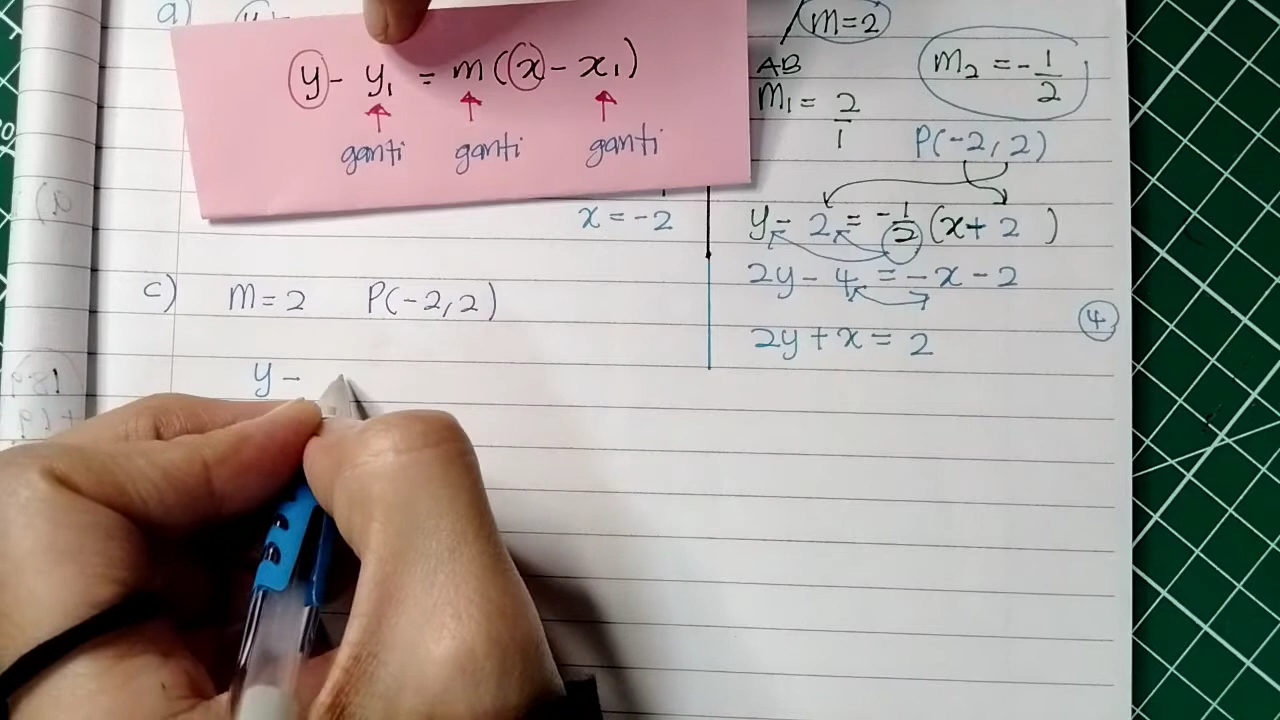 a)
y - y₁ = m(x - x₁)
ganti ganti ganti
x = -2
c) m = 2 P(-2, 2)
y -
m = 2
AB
m₁ = 2/1
m₂ = -1/2
P(-2, 2)
y - 2 = -1/2 (x + 2)
2y - 4 = -x - 2
2y + x = 2
4